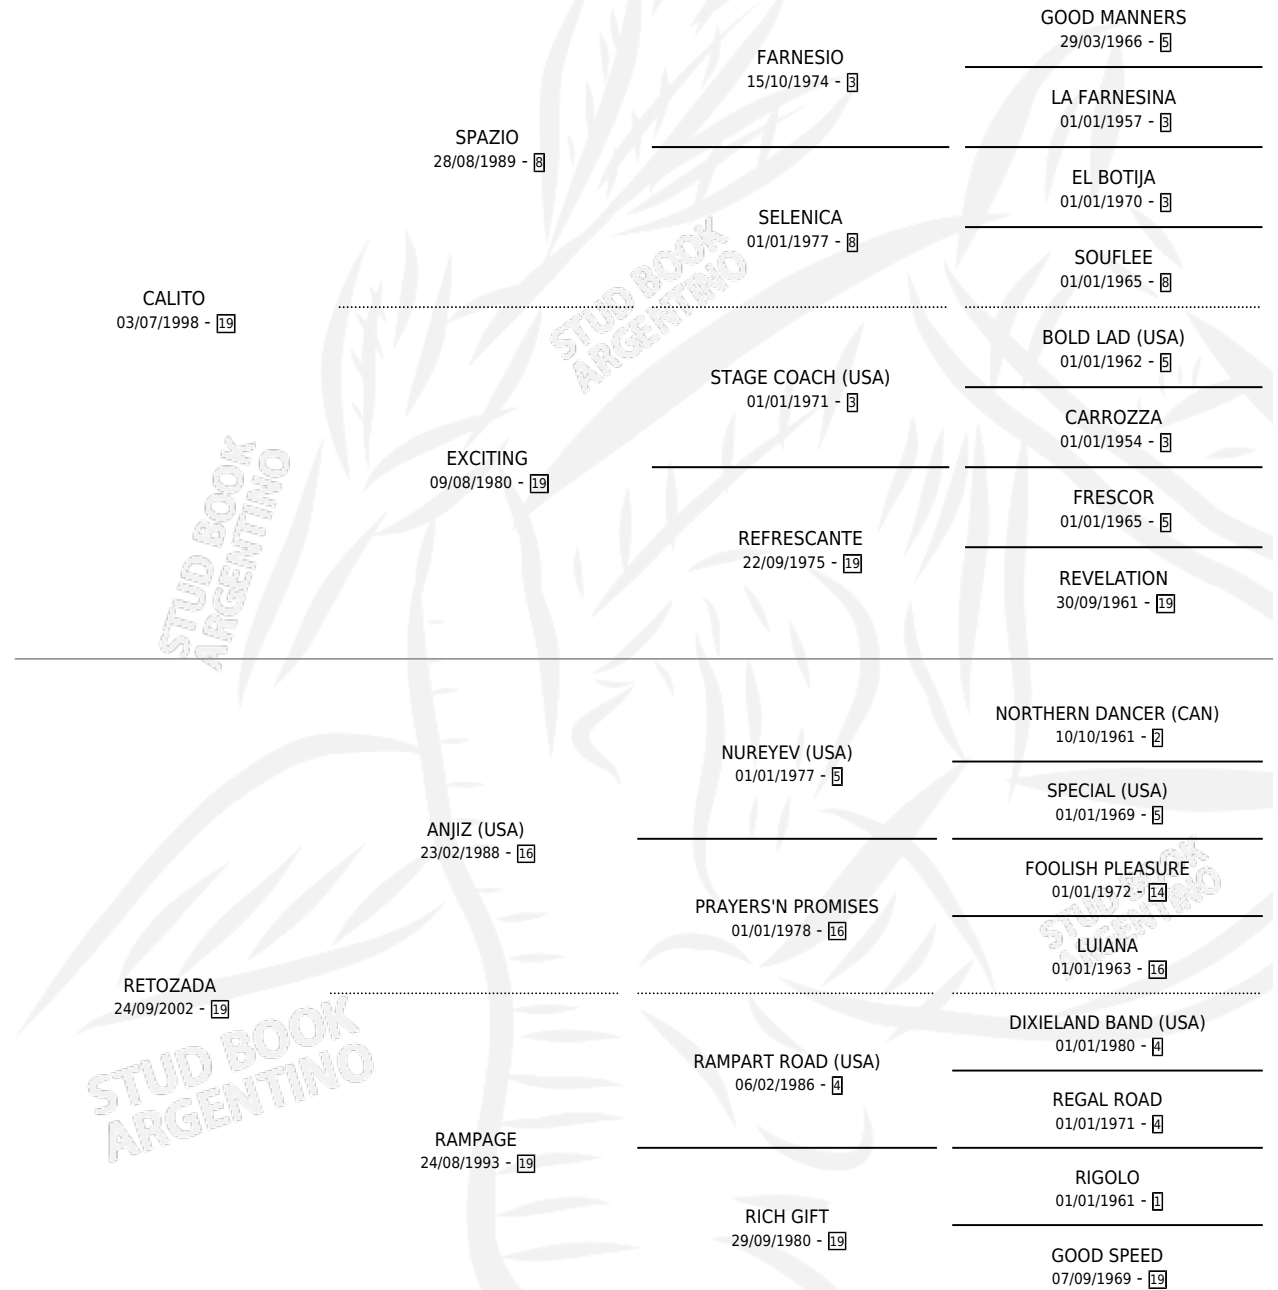 GOOD MANNERS
29/03/1966 - 5
FARNESIO
15/10/1974 - 3
LA FARNESINA
01/01/1957 - 3
SPAZIO
28/08/1989 - 8
EL BOTIJA
01/01/1970 - 3
SELENICA
01/01/1977 - 8
SOUFLEE
01/01/1965 - 8
CALITO
03/07/1998 - 19
BOLD LAD (USA)
01/01/1962 - 5
STAGE COACH (USA)
01/01/1971 - 3
CARROZZA
01/01/1954 - 3
EXCITING
09/08/1980 - 19
FRESCOR
01/01/1965 - 5
REFRESCANTE
22/09/1975 - 19
REVELATION
30/09/1961 - 19
NORTHERN DANCER (CAN)
10/10/1961 - 2
NUREYEV (USA)
01/01/1977 - 5
SPECIAL (USA)
01/01/1969 - 5
ANJIZ (USA)
23/02/1988 - 16
FOOLISH PLEASURE
01/01/1972 - 14
PRAYERS'N PROMISES
01/01/1978 - 16
LUIANA
01/01/1963 - 16
RETOZADA
24/09/2002 - 19
DIXIELAND BAND (USA)
01/01/1980 - 4
RAMPART ROAD (USA)
06/02/1986 - 4
REGAL ROAD
01/01/1971 - 4
RAMPAGE
24/08/1993 - 19
RIGOLO
01/01/1961 - 1
RICH GIFT
29/09/1980 - 19
GOOD SPEED
07/09/1969 - 19
STUD BOOK
ARGENTINO
STUD BOOK
ARGENTINO
STUD BOOK
ARGENTINO
STUD BOOK
ARGENTINO